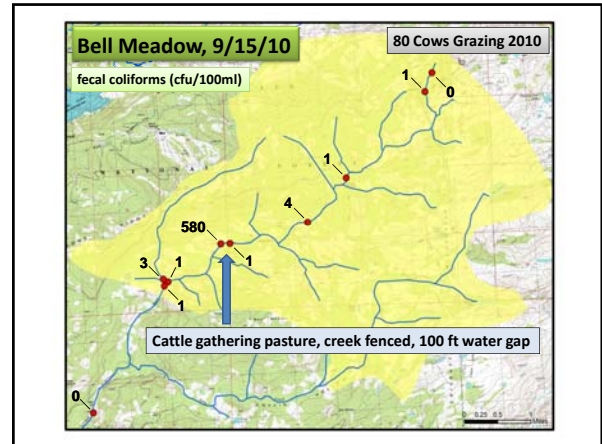 Bell Meadow, 9/15/10
80 Cows Grazing 2010
fecal coliforms (cfu/100ml)
1
0
1
4
580
1
3
1
1
Cattle gathering pasture, creek fenced, 100 ft water gap
0
0 0.25 0.5 1
Miles